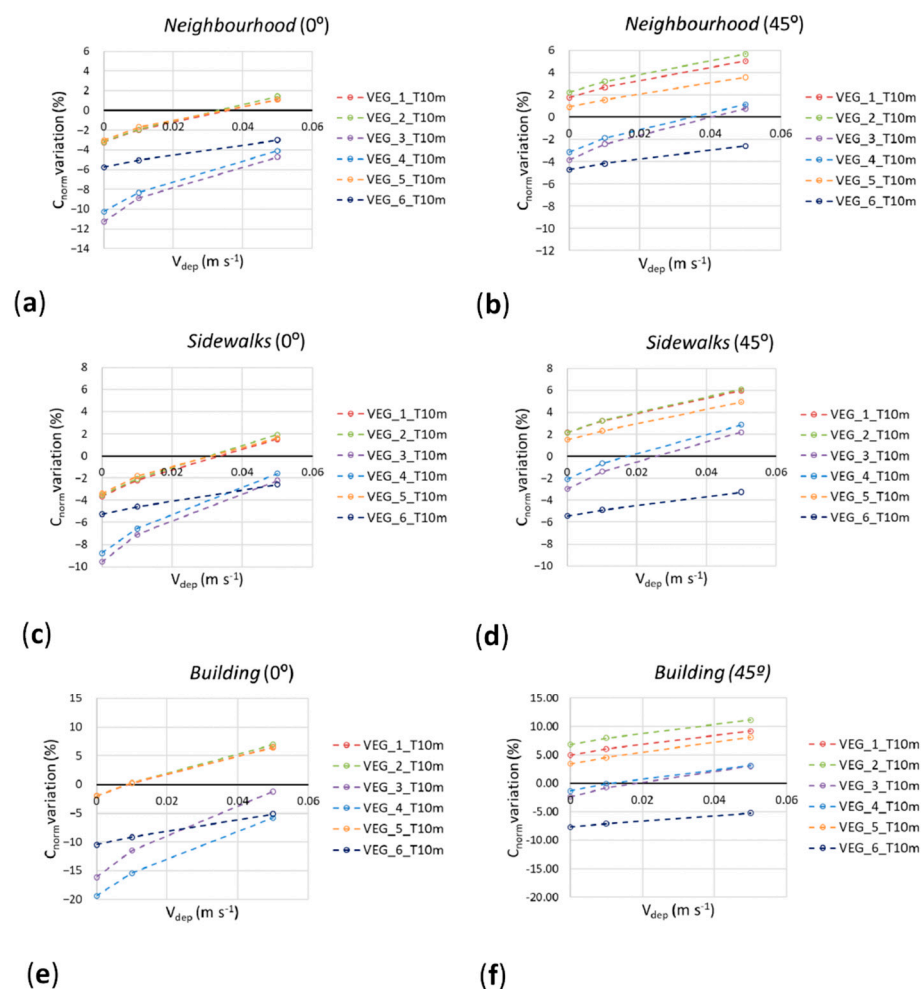 Neighbourhood (0º)
6
4
2
0
−2
−4
−6
−8
−10
−12
−14
0
0.02
0.04
0.06
Cnorm variation (%)
Vdep (m s-1)
VEG_1_T10m
VEG_2_T10m
VEG_3_T10m
VEG_4_T10m
VEG_5_T10m
VEG_6_T10m
(a)
Neighbourhood (45º)
6
4
2
0
−2
−4
−6
−8
−10
−12
0
0.02
0.04
0.06
Cnorm variation (%)
Vdep (m s-1)
VEG_1_T10m
VEG_2_T10m
VEG_3_T10m
VEG_4_T10m
VEG_5_T10m
VEG_6_T10m
(b)
Sidewalks (0º)
8
6
4
2
0
−2
−4
−6
−8
−10
0
0.02
0.04
0.06
Cnorm variation (%)
Vdep (m s-1)
VEG_1_T10m
VEG_2_T10m
VEG_3_T10m
VEG_4_T10m
VEG_5_T10m
VEG_6_T10m
(c)
Sidewalks (45º)
8
6
4
2
0
−2
−4
−6
−8
−10
0
0.02
0.04
0.06
Cnorm variation (%)
Vdep (m s-1)
VEG_1_T10m
VEG_2_T10m
VEG_3_T10m
VEG_4_T10m
VEG_5_T10m
VEG_6_T10m
(d)
Building (0º)
15
10
5
0
−5
−10
−15
−20
0
0.02
0.04
0.06
Cnorm variation (%)
Vdep (m s-1)
VEG_1_T10m
VEG_2_T10m
VEG_3_T10m
VEG_4_T10m
VEG_5_T10m
VEG_6_T10m
(e)
Building (45º)
15.00
10.00
5.00
0.00
-5.00
-10.00
-15.00
-20.00
0
0.02
0.04
0.06
Cnorm variation (%)
Vdep (m s-1)
VEG_1_T10m
VEG_2_T10m
VEG_3_T10m
VEG_4_T10m
VEG_5_T10m
VEG_6_T10m
(f)